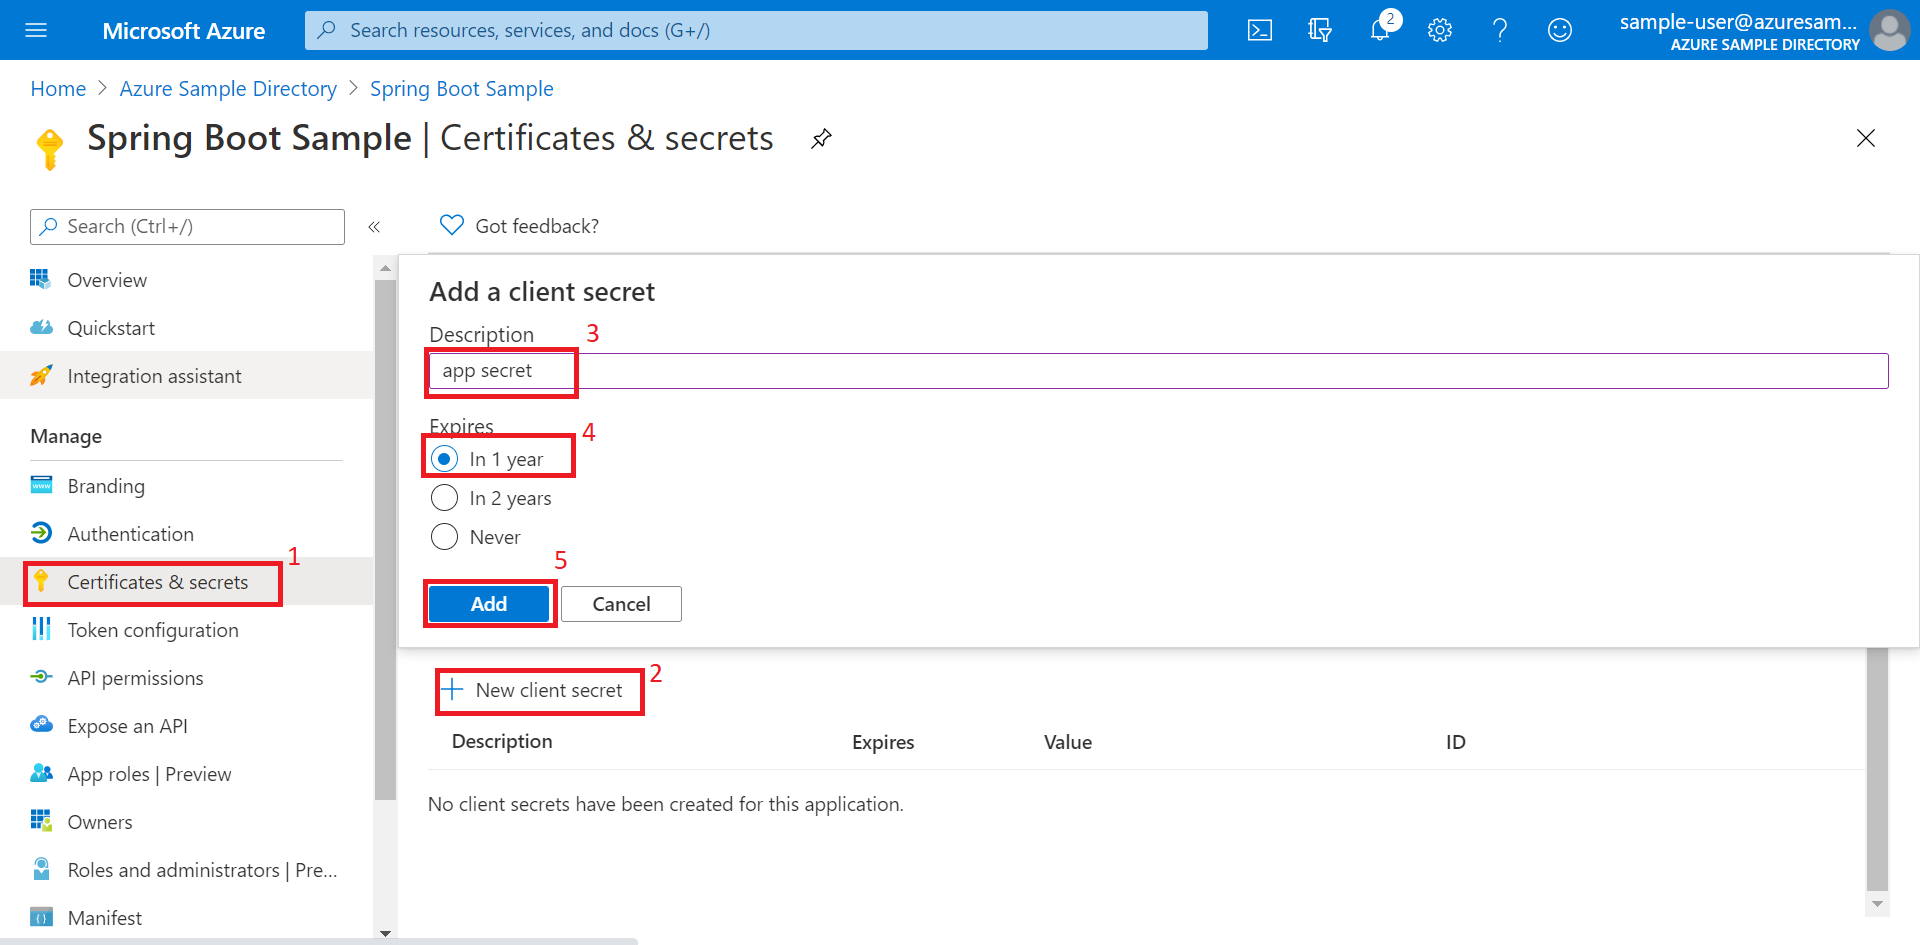 Microsoft Azure
Search resources, services, and docs (G+/)
2
sample-user@azuresam...
AZURE SAMPLE DIRECTORY
Home > Azure Sample Directory > Spring Boot Sample
Spring Boot Sample | Certificates & secrets
Search (Ctrl+/)
«
Got feedback?
Overview
Quickstart
Integration assistant
Manage
Branding
Authentication
Certificates & secrets
1
Token configuration
API permissions
Expose an API
App roles | Preview
Owners
Roles and administrators | Pre...
Manifest
Add a client secret
Description
3
app secret
Expires
4
In 1 year
In 2 years
Never
5
Add
Cancel
New client secret
2
Description Expires Value ID
No client secrets have been created for this application.